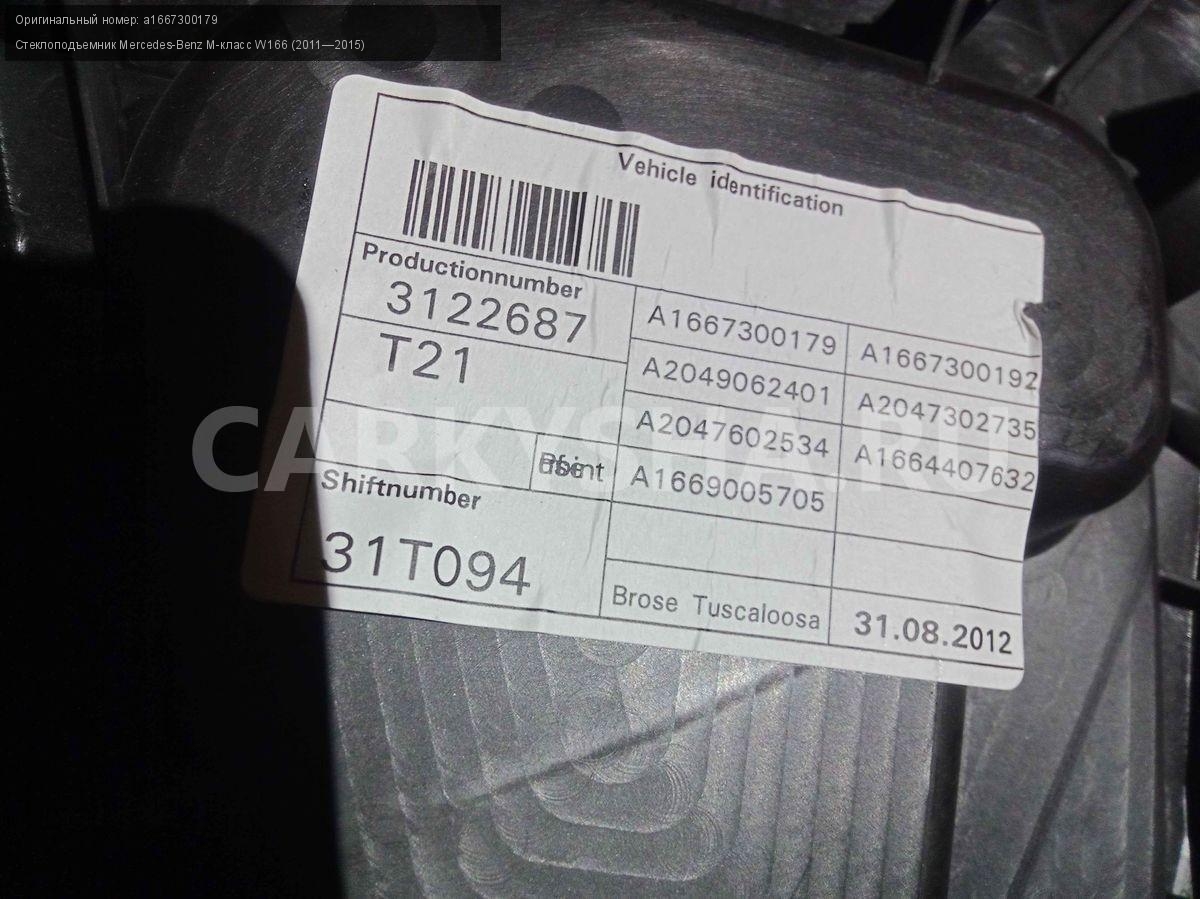 Оригинальный номер: a1667300179
Стеклоподъемник Mercedes-Benz М-класс W166 (2011—2015)
Vehicle identification
Productionnumber
3122687
T21
Shiftnumber
31T094
A1667300179 A1667300192
A2049062401 A2047302735
A2047602534 A1664407632
A1669005705
Brose Tuscaloosa 31.08.2012
CARKYSHA.RU